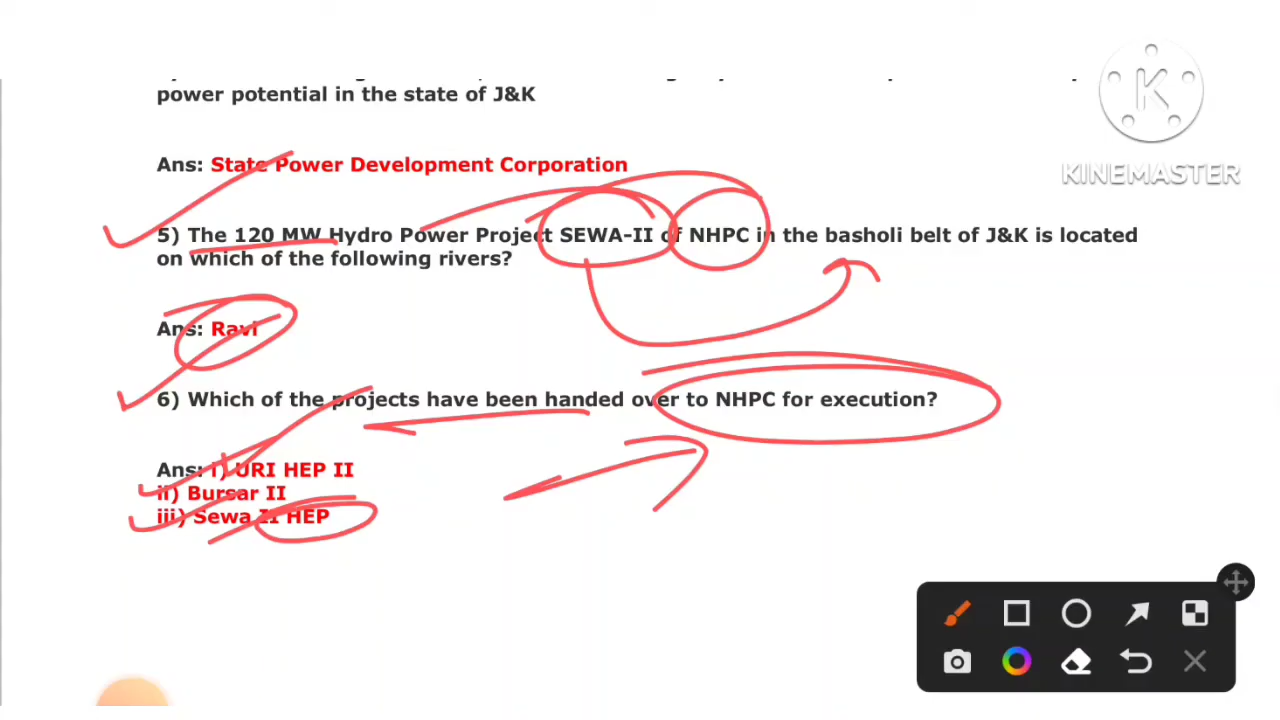 power potential in the state of J&K
Ans: State Power Development Corporation
5) The 120 MW Hydro Power Project SEWA-II of NHPC in the basholi belt of J&K is located
on which of the following rivers?
Ans: Ravi
6) Which of the projects have been handed over to NHPC for execution?
Ans: i) URI HEP II
ii) Bursar II
iii) Sewa II HEP
K
KINEMASTER